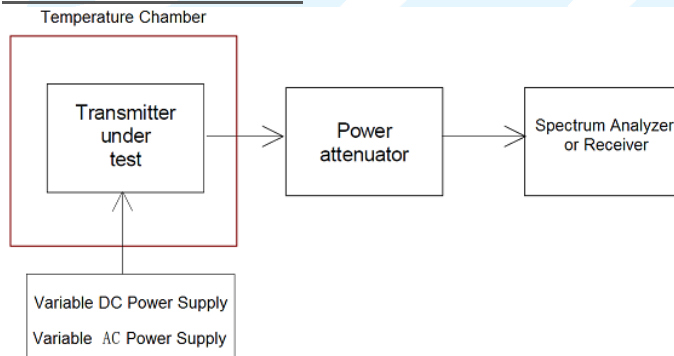 Temperature Chamber
Transmitter
under
test
Power
attenuator
Spectrum Analyzer
or Receiver
Variable DC Power Supply
Variable AC Power Supply